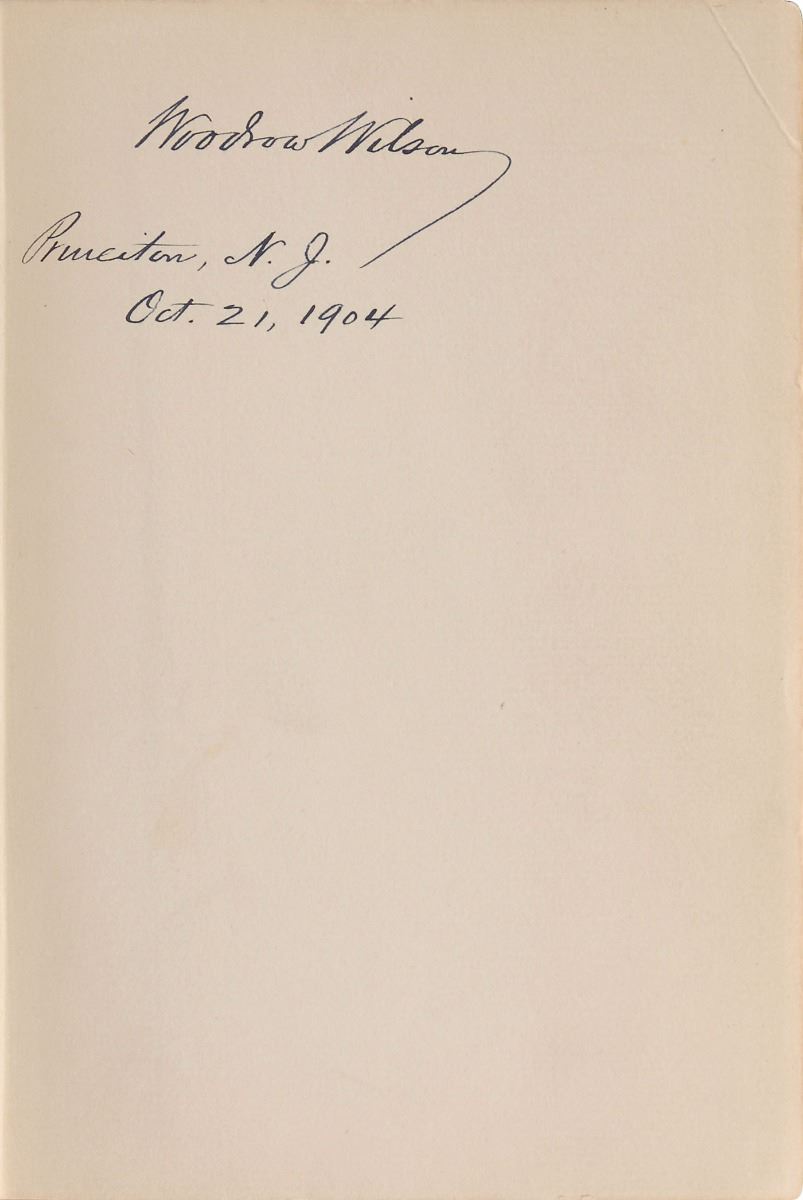 Woodrow Wilson
Princeton, N. J.
Oct. 21, 1904